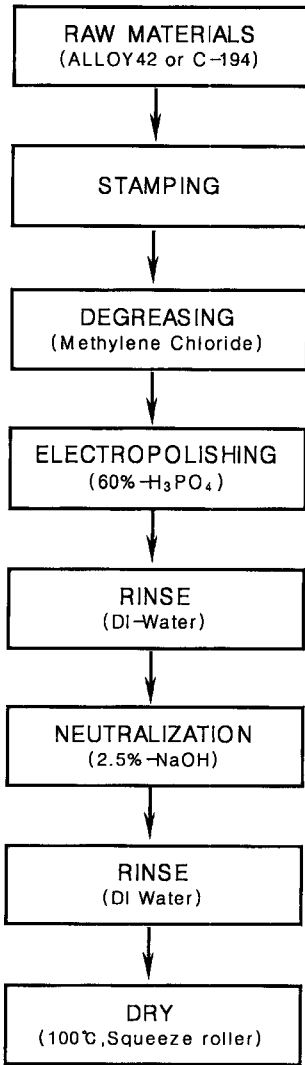 RAW MATERIALS
(ALLOY42 or C-194)
STAMPING
DEGREASING
(Methylene Chloride)
ELECTROPOLISHING
(60%-H₃PO₄)
RINSE
(DI-Water)
NEUTRALIZATION
(2.5%-NaOH)
RINSE
(DI Water)
DRY
(100℃,Squeeze roller)